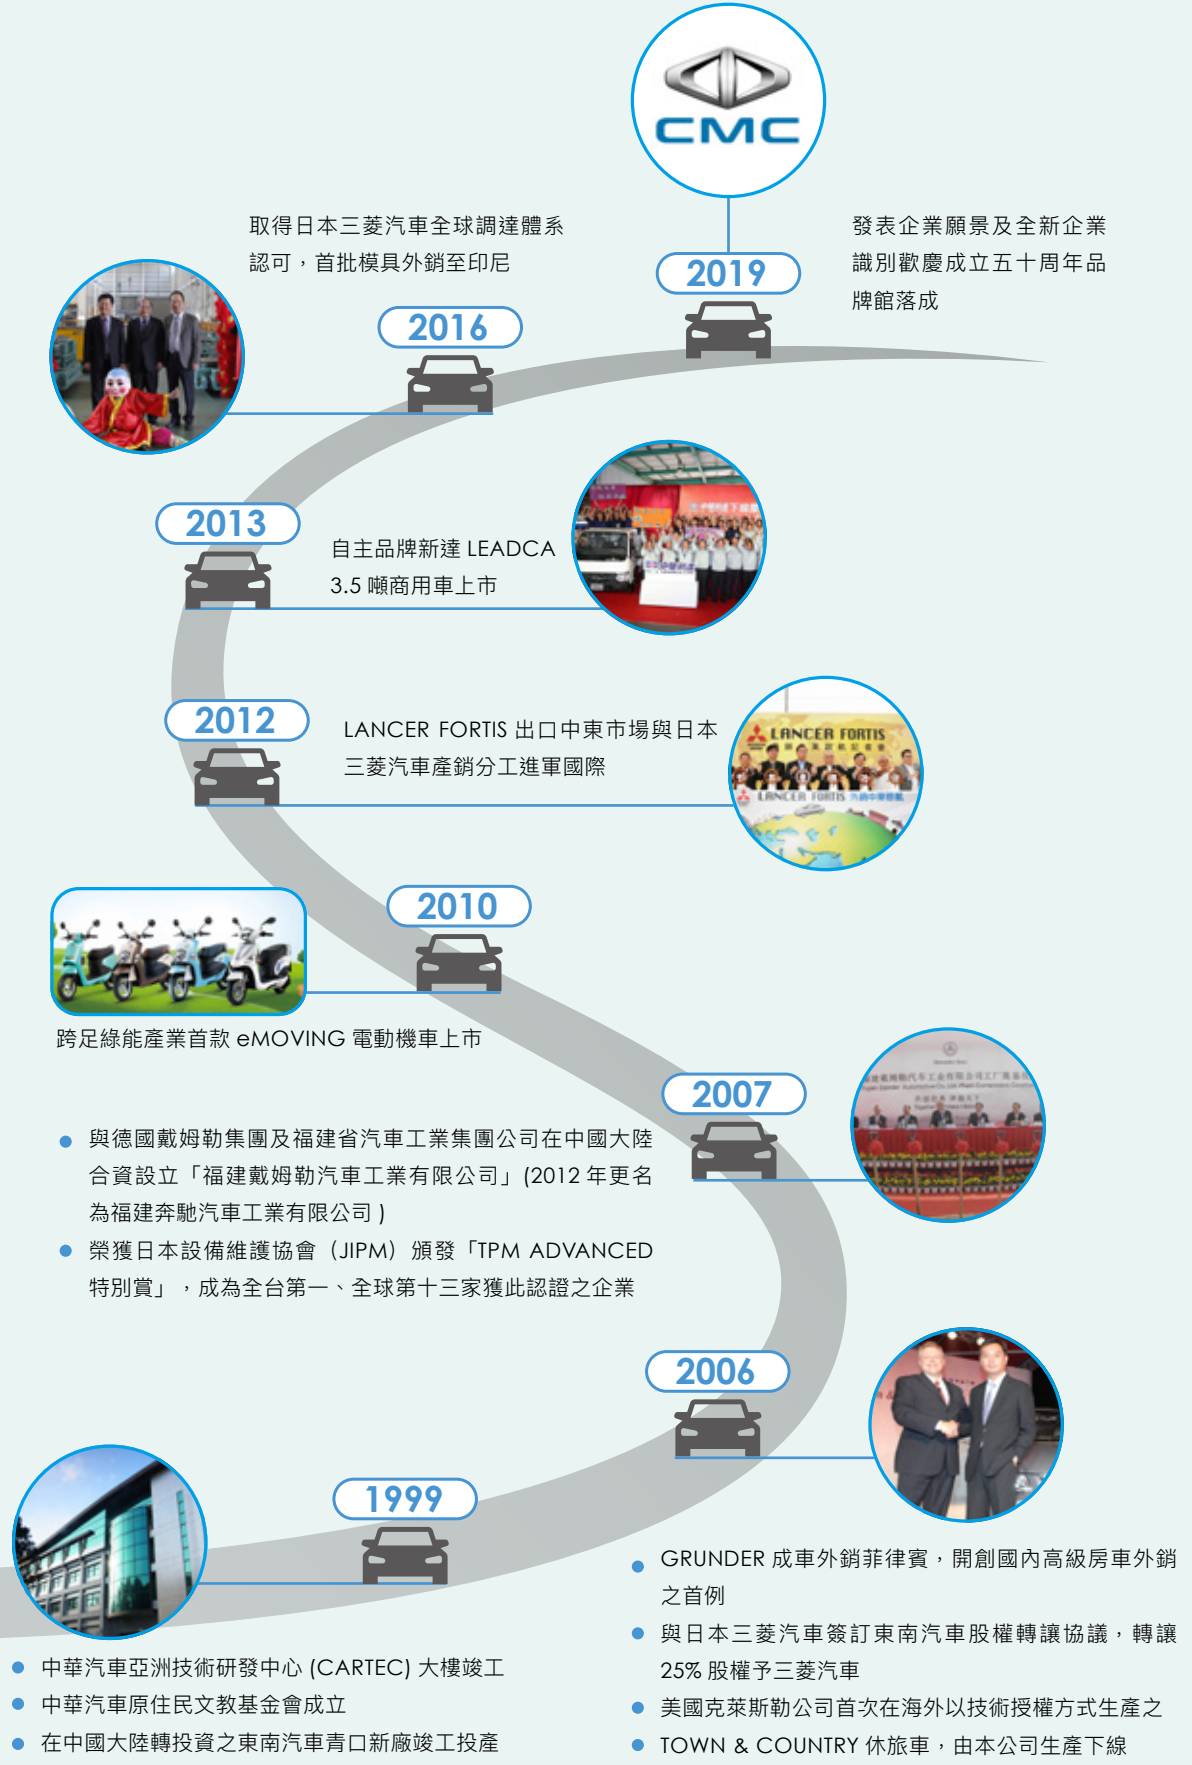 CMC
取得日本三菱汽車全球調達體系
認可，首批模具外銷至印尼
2016
2019
發表企業願景及全新企業
識別歡慶成立五十周年品
牌館落成
2013
自主品牌新達 LEADCA
3.5 噸商用車上市
2012
LANCER FORTIS 出口中東市場與日本
三菱汽車產銷分工進軍國際
LANCER FORTIS
LANCER FORTIS 外銷中東
2010
跨足綠能產業首款 eMOVING 電動機車上市
2007
與德國戴姆勒集團及福建省汽車工業集團公司在中國大陸
合資設立「福建戴姆勒汽車工業有限公司」(2012 年更名
為福建奔馳汽車工業有限公司 )
榮獲日本設備維護協會（JIPM）頒發「TPM ADVANCED
特別賞」，成為全台第一、全球第十三家獲此認證之企業
2006
GRUNDER 成車外銷菲律賓，開創國內高級房車外銷
之首例
與日本三菱汽車簽訂東南汽車股權轉讓協議，轉讓
25% 股權予三菱汽車
美國克萊斯勒公司首次在海外以技術授權方式生產之
TOWN & COUNTRY 休旅車，由本公司生產下線
1999
中華汽車亞洲技術研發中心 (CARTEC) 大樓竣工
中華汽車原住民文教基金會成立
在中國大陸轉投資之東南汽車青口新廠竣工投產